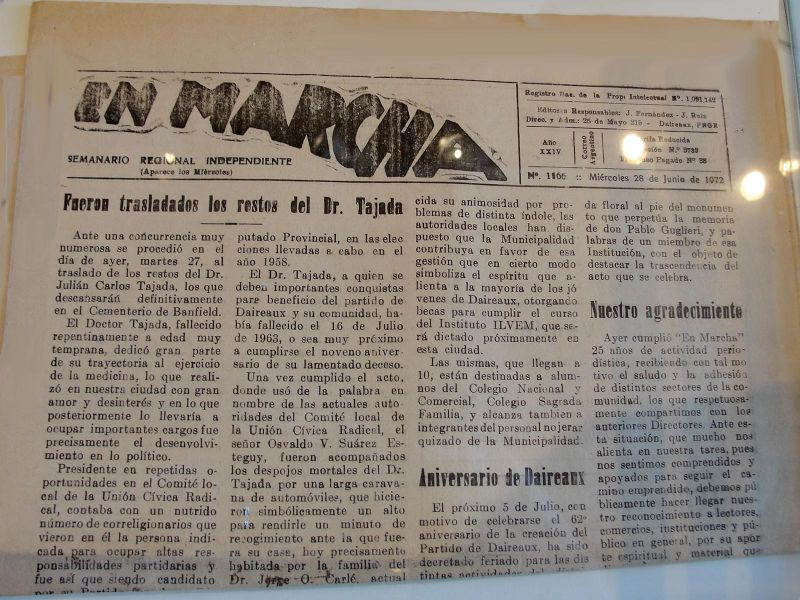 EN MARCHA
SEMANARIO REGIONAL INDEPENDIENTE
(Aparece los Miércoles)
Registro Nac. de la Prop. Intelectual Nº. 1,091,142
Editores Responsables: J. Fernández - J. Ruiz
Direc. y Adm.: 25 de Mayo 215 - Daireaux, FNGR
Año
XXIV
Correo
Argentino
Tarifa Reducida
Nº 5789
Pagado Nº 38
Nº. 1166 :: Miércoles 28 de Junio de 1972
Fueron trasladados los restos del Dr. Tajada
Ante una concurrencia muy
numerosa se procedió en el
día de ayer, martes 27, al
traslado de los restos del Dr.
Julián Carlos Tajada, los que
descansarán definitivamente
en el Cementerio de Banfield.
El Doctor Tajada, fallecido
repentinamente a edad muy
temprana, dedicó gran parte
de su trayectoria al ejercicio
de la medicina, lo que reali
zó en nuestra ciudad con gran
amor y desinterés y en lo que
posteriormente lo llevaría a
ocupar importantes cargos fue
precisamente el desenvolvi
miento en lo político.
Presidente en repetidas o-
portunidades en el Comité lo
cal de la Unión Cívica Radi
cal, contaba con un nutrido
número de correligionarios que
vieron en él la persona indi
cada para ocupar altas res-
ponsabilidades partidarias y
fue así que siendo candidato
por su Partido
putado Provincial, en las elec
ciones llevadas a cabo en el
año 1958.
El Dr. Tajada, a quien se
deben importantes conquistas
para beneficio del partido de
Daireaux y su comunidad, ha-
bía fallecido el 16 de Julio
de 1963, o sea muy próximo
a cumplirse el noveno aniver-
sario de su lamentado deceso.
Una vez cumplido el acto,
donde usó de la palabra en
nombre de las actuales auto-
ridades del Comité local de
la Unión Cívica Radical, el
señor Osvaldo V. Suárez Es-
teguy, fueron acompañados
los despojos mortales del Dr.
Tajada por una larga carava-
na de automóviles, que hicie-
ron simbólicamente un alto
para rendirle un minuto de
recogimiento ante la que fue-
ra su casa, hoy precisamente
habitada por la familia del
Dr. Jorge O. Carlé, actual
cida su animosidad por pro-
blemas de distinta índole, las
autoridades locales han dis-
puesto que la Municipalidad
contribuya en favor de esa
gestión que en cierto modo
simboliza el espíritu que a-
lienta a la mayoría de los jó
venes de Daireaux, otorgando
becas para cumplir el curso
del Instituto ILVEM, que se-
rá dictado próximamente en
esta ciudad.
Las mismas, que llegan a
10, están destinadas a alum-
nos del Colegio Nacional y
Comercial, Colegio Sagrada
Familia, y alcanza tambien a
integrantes del personal no jerar
quizado de la Municipalidad.
Aniversario de Daireaux
El próximo 5 de Julio, con
motivo de celebrarse el 62º
aniversario de la creación del
Partido de Daireaux, ha sido
decretado feriado para las dis
tintas actividades del
da floral al pie del monumen
to que perpetúa la memoria
de don Pablo Guglieri, y pa-
labras de un miembro de esa
Institución, con el objeto de
destacar la trascendencia del
acto que se celebra.
Nuestro agradecimiento
Ayer cumplió "En Marcha"
25 años de actividad perio-
dística, recibiendo con tal mo
tivo el saludo y la adhesión
de distintos sectores de la co-
munidad, los que respetuosa-
mente compartimos con los
anteriores Directores. Ante es-
ta situación, que mucho nos
alienta en nuestra tarea, pues
nos sentimos comprendidos y
apoyados para seguir el ca-
mino emprendido, debemos pú
blicamente hacer llegar nues-
tro reconocimiento a lectores,
comercios, instituciones y pú-
blico en general, por su apor
te espiritual y material que